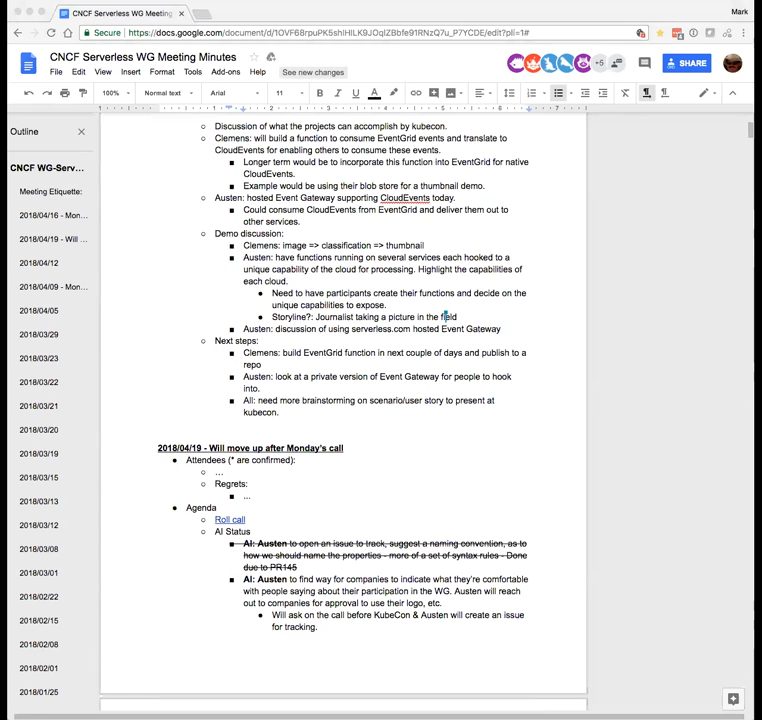 CNCF Serverless WG Meeting M
Mark
Secure
https://docs.google.com/document/d/
CNCF Serverless WG Meeting Minutes
File Edit View Insert Format Tools Add-ons Help See new changes
+5
SHARE
100% Normal text Arial 11 B I U A
Outline
CNCF WG-Serv...
Meeting Etiquette:
2018/04/16 - Mon...
2018/04/19 - Will ...
2018/04/12
2018/04/09 - Mon...
2018/04/05
2018/03/29
2018/03/23
2018/03/22
2018/03/21
2018/03/20
2018/03/19
2018/03/15
2018/03/13
2018/03/12
2018/03/08
2018/03/01
2018/02/22
2018/02/15
2018/02/08
2018/02/01
2018/01/25
Discussion of what the projects can accomplish by kubecon.
Clemens: will build a function to consume EventGrid events and translate to
CloudEvents for enabling others to consume these events.
Longer term would be to incorporate this function into EventGrid for native
CloudEvents.
Example would be using their blob store for a thumbnail demo.
Austen: hosted Event Gateway supporting CloudEvents today.
Could consume CloudEvents from EventGrid and deliver them out to
other services.
Demo discussion:
Clemens: image => classification => thumbnail
Austen: have functions running on several services each hooked to a
unique capability of the cloud for processing. Highlight the capabilities of
each cloud.
Need to have participants create their functions and decide on the
unique capabilities to expose.
Storyline?: Journalist taking a picture in the field
Austen: discussion of using serverless.com hosted Event Gateway
Next steps:
Clemens: build EventGrid function in next couple of days and publish to a
repo
Austen: look at a private version of Event Gateway for people to hook
into.
All: need more brainstorming on scenario/user story to present at
kubecon.
2018/04/19 - Will move up after Monday's call
Attendees (* are confirmed):
...
Regrets:
...
Agenda
Roll call
AI Status
AI: Austen to open an issue to track, suggest a naming convention, as to
how we should name the properties - more of a set of syntax rules - Done
due to PR145
AI: Austen to find way for companies to indicate what they're comfortable
with people saying about their participation in the WG. Austen will reach
out to companies for approval to use their logo, etc.
Will ask on the call before KubeCon & Austen will create an issue
for tracking.